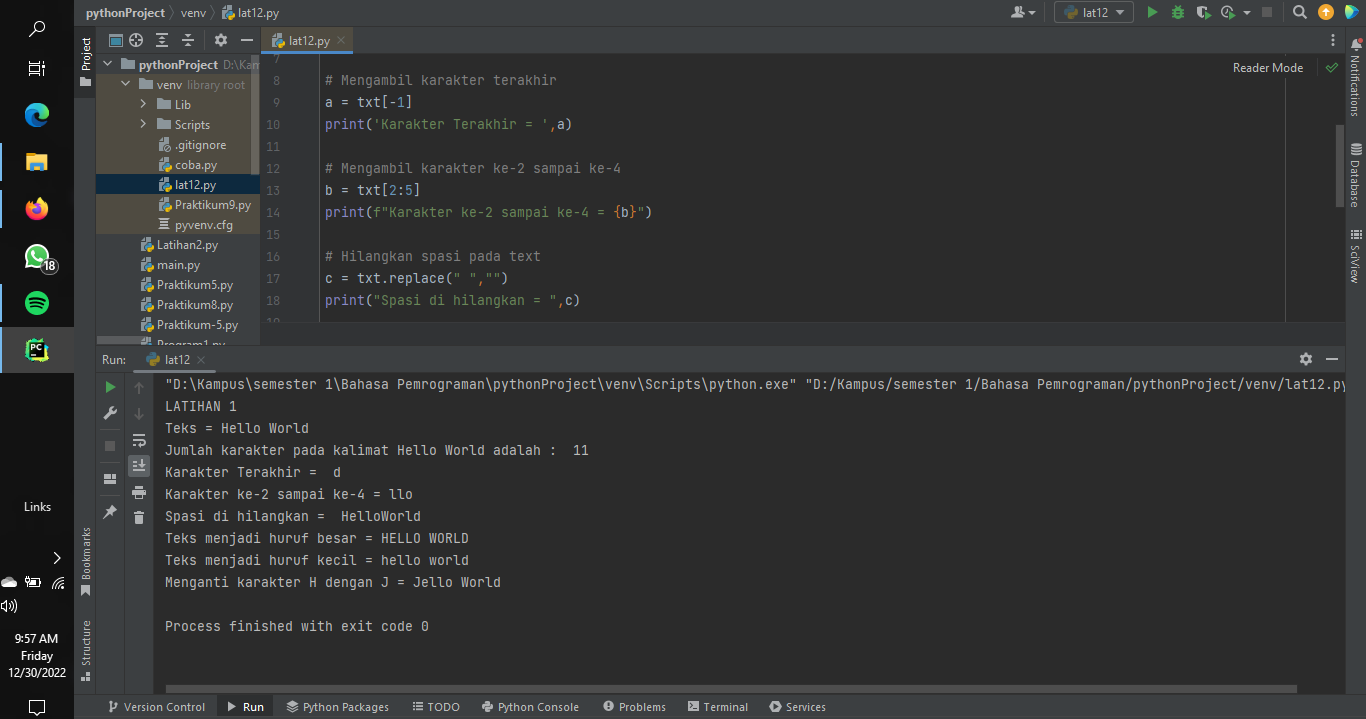 pythonProject venv lat12.py
lat12
Project
lat12.py
pythonProject D:\Kam
venv library root
Lib
Scripts
.gitignore
coba.py
lat12.py
Praktikum9.py
pyvenv.cfg
Latihan2.py
main.py
Praktikum5.py
Praktikum8.py
Praktikum-5.py
Program1.py
Reader Mode
7
8 # Mengambil karakter terakhir
9 a = txt[-1]
10 print('Karakter Terakhir = ',a)
11
12 # Mengambil karakter ke-2 sampai ke-4
13 b = txt[2:5]
14 print(f"Karakter ke-2 sampai ke-4 = {b}")
15
16 # Hilangkan spasi pada text
17 c = txt.replace(" ","")
18 print("Spasi di hilangkan = ",c)
19
Notifications
Database
SciView
Run: lat12
"D:\Kampus\semester 1\Bahasa Pemrograman\pythonProject\venv\Scripts\python.exe" "D:/Kampus/semester 1/Bahasa Pemrograman/pythonProject/venv/lat12.py
LATIHAN 1
Teks = Hello World
Jumlah karakter pada kalimat Hello World adalah :  11
Karakter Terakhir =  d
Karakter ke-2 sampai ke-4 = llo
Spasi di hilangkan =  HelloWorld
Teks menjadi huruf besar = HELLO WORLD
Teks menjadi huruf kecil = hello world
Menganti karakter H dengan J = Jello World
Process finished with exit code 0
Bookmarks
Structure
Version Control Run Python Packages TODO Python Console Problems Terminal Services
18
PC
Links
9:57 AM
Friday
12/30/2022